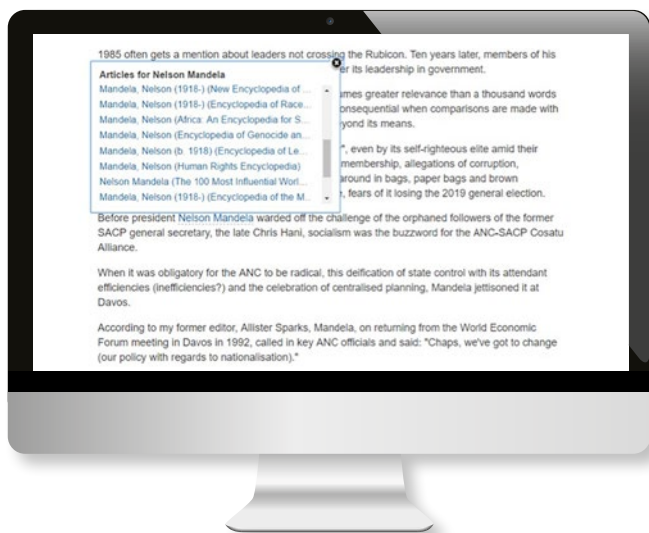 1985 often gets a mention about leaders not crossing the Rubicon. Ten years later, members of his
er its leadership in government.
Articles for Nelson Mandela
Mandela, Nelson (1918-) (New Encyclopedia of ...
Mandela, Nelson (1918-) (Encyclopedia of Race...
Mandela, Nelson (Africa: An Encyclopedia for S...
Mandela, Nelson (Encyclopedia of Genocide an...
Mandela, Nelson (b. 1918) (Encyclopedia of Le...
Mandela, Nelson (Human Rights Encyclopedia)
Nelson Mandela (The 100 Most Influential Worl...
Mandela, Nelson (1918-) (Encyclopedia of the M...
umes greater relevance than a thousand words
onsequential when comparisons are made with
eyond its means.
", even by its self-righteous elite amid their
membership, allegations of corruption,
around in bags, paper bags and brown
, fears of it losing the 2019 general election.
Before president Nelson Mandela warded off the challenge of the orphaned followers of the former
SACP general secretary, the late Chris Hani, socialism was the buzzword for the ANC-SACP Cosatu
Alliance.
When it was obligatory for the ANC to be radical, this deification of state control with its attendant
efficiencies (inefficiencies?) and the celebration of centralised planning, Mandela jettisoned it at
Davos.
According to my former editor, Allister Sparks, Mandela, on returning from the World Economic
Forum meeting in Davos in 1992, called in key ANC officials and said: "Chaps, we've got to change
(our policy with regards to nationalisation)."